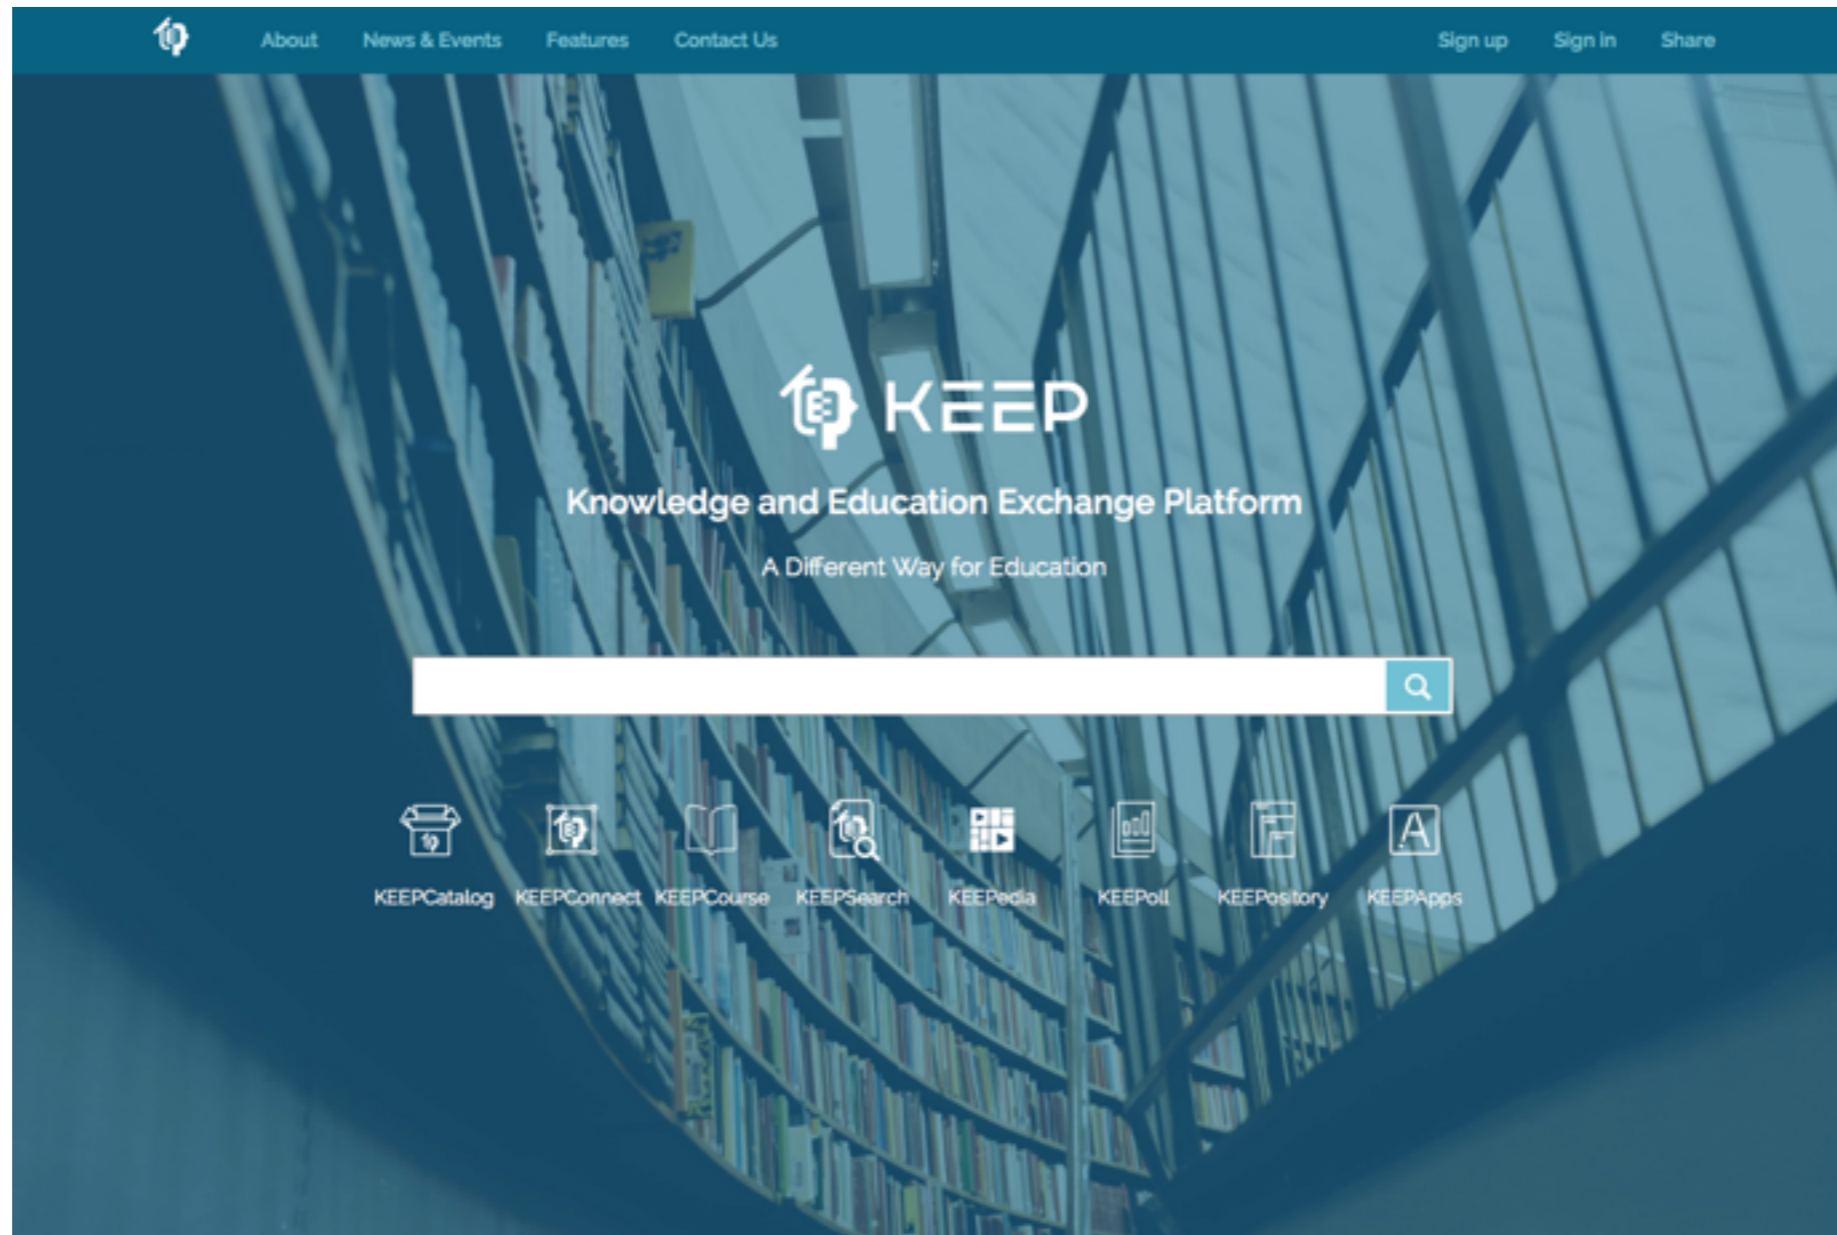 About News & Events Features Contact Us Sign up Sign in Share
KEEP
Knowledge and Education Exchange Platform
A Different Way for Education
KEEPCatalog KEEPConnect KEEPCourse KEEPSearch KEEPedia KEEPoll KEEPository KEEPApps